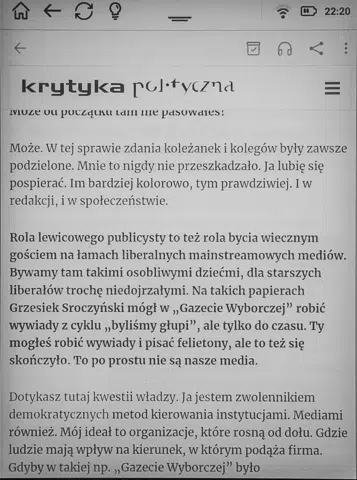 22:20
krytyka polityczna
Może od początku tam nie pasowałeś?
Może. W tej sprawie zdania koleżanek i kolegów były zawsze
podzielone. Mnie to nigdy nie przeszkadzało. Ja lubię się
pospierać. Im bardziej kolorowo, tym prawdziwiej. I w
redakcji, i w społeczeństwie.
Rola lewicowego publicysty to też rola bycia wiecznym
gościem na łamach liberalnych mainstreamowych mediów.
Bywamy tam takimi osobliwymi dziećmi, dla starszych
liberałów trochę niedojrzałymi. Na takich papierach
Grzesiek Sroczyński mógł w „Gazecie Wyborczej” robić
wywiady z cyklu „byliśmy głupi”, ale tylko do czasu. Ty
mogłeś robić wywiady i pisać felietony, ale to też się
skończyło. To po prostu nie są nasze media.
Dotykasz tutaj kwestii władzy. Ja jestem zwolennikiem
demokratycznych metod kierowania instytucjami. Mediami
również. Mój ideał to organizacje, które rosną od dołu. Gdzie
ludzie mają wpływ na kierunek, w którym podąża firma.
Gdyby w takiej np. „Gazecie Wyborczej” było